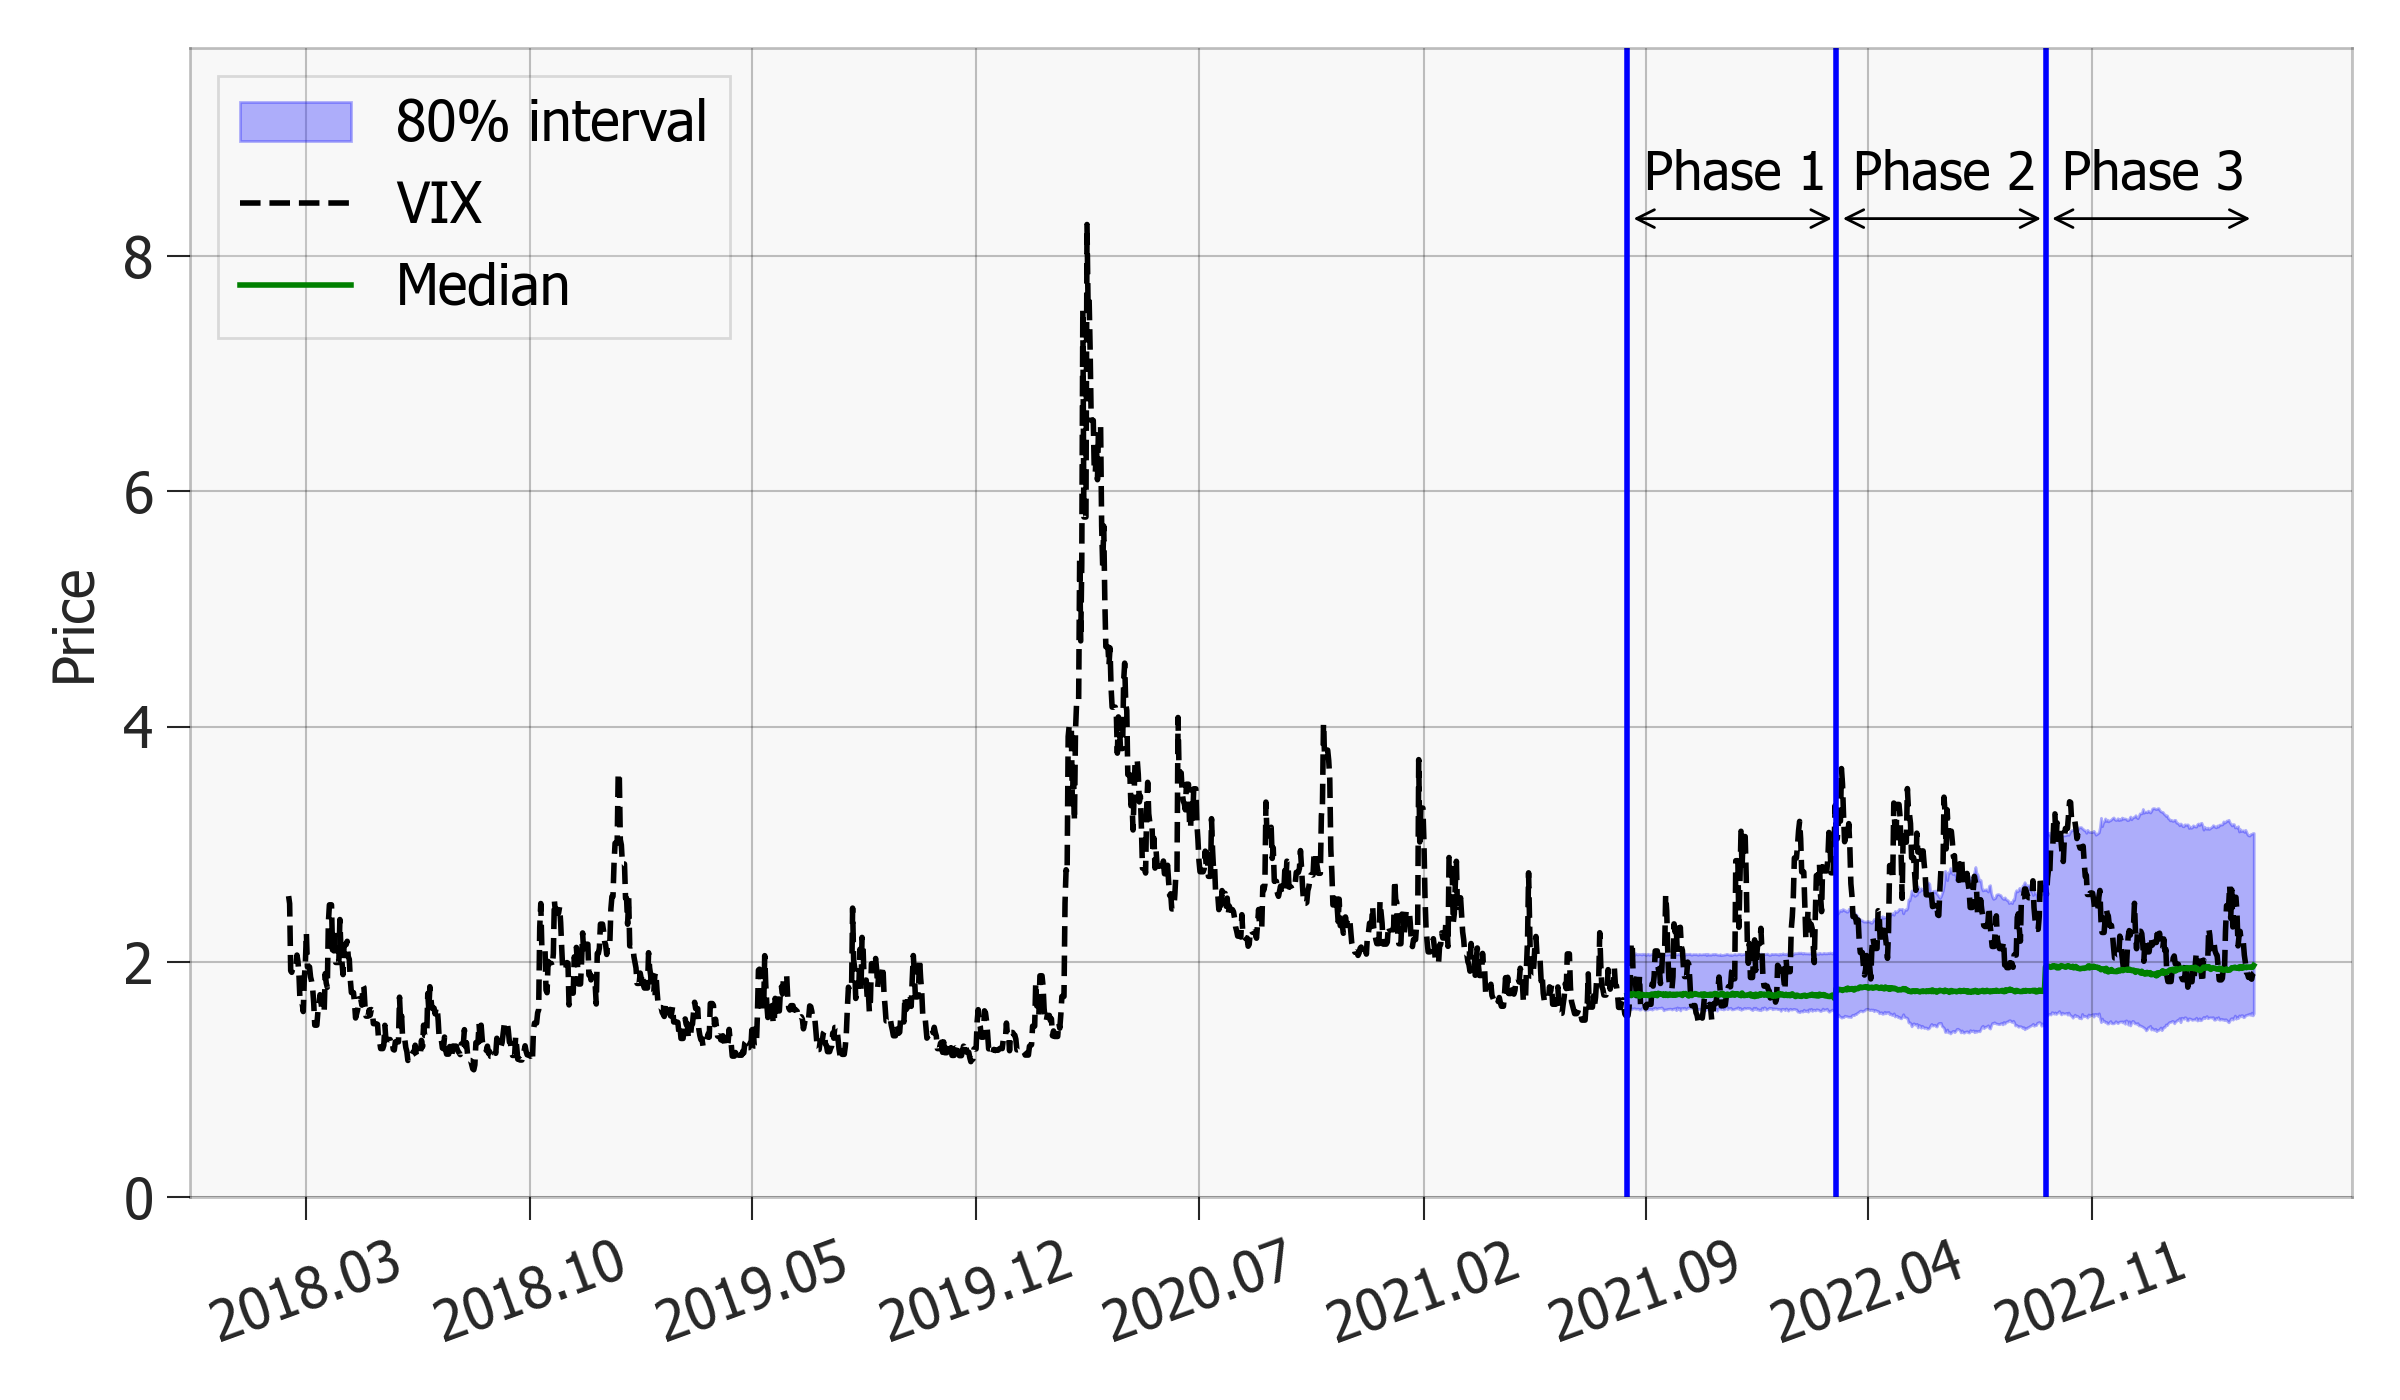 80% interval
VIX
Median
Phase 1
Phase 2
Phase 3
Price
8
6
4
2
0
2018.03
2018.10
2019.05
2019.12
2020.07
2021.02
2021.09
2022.04
2022.11